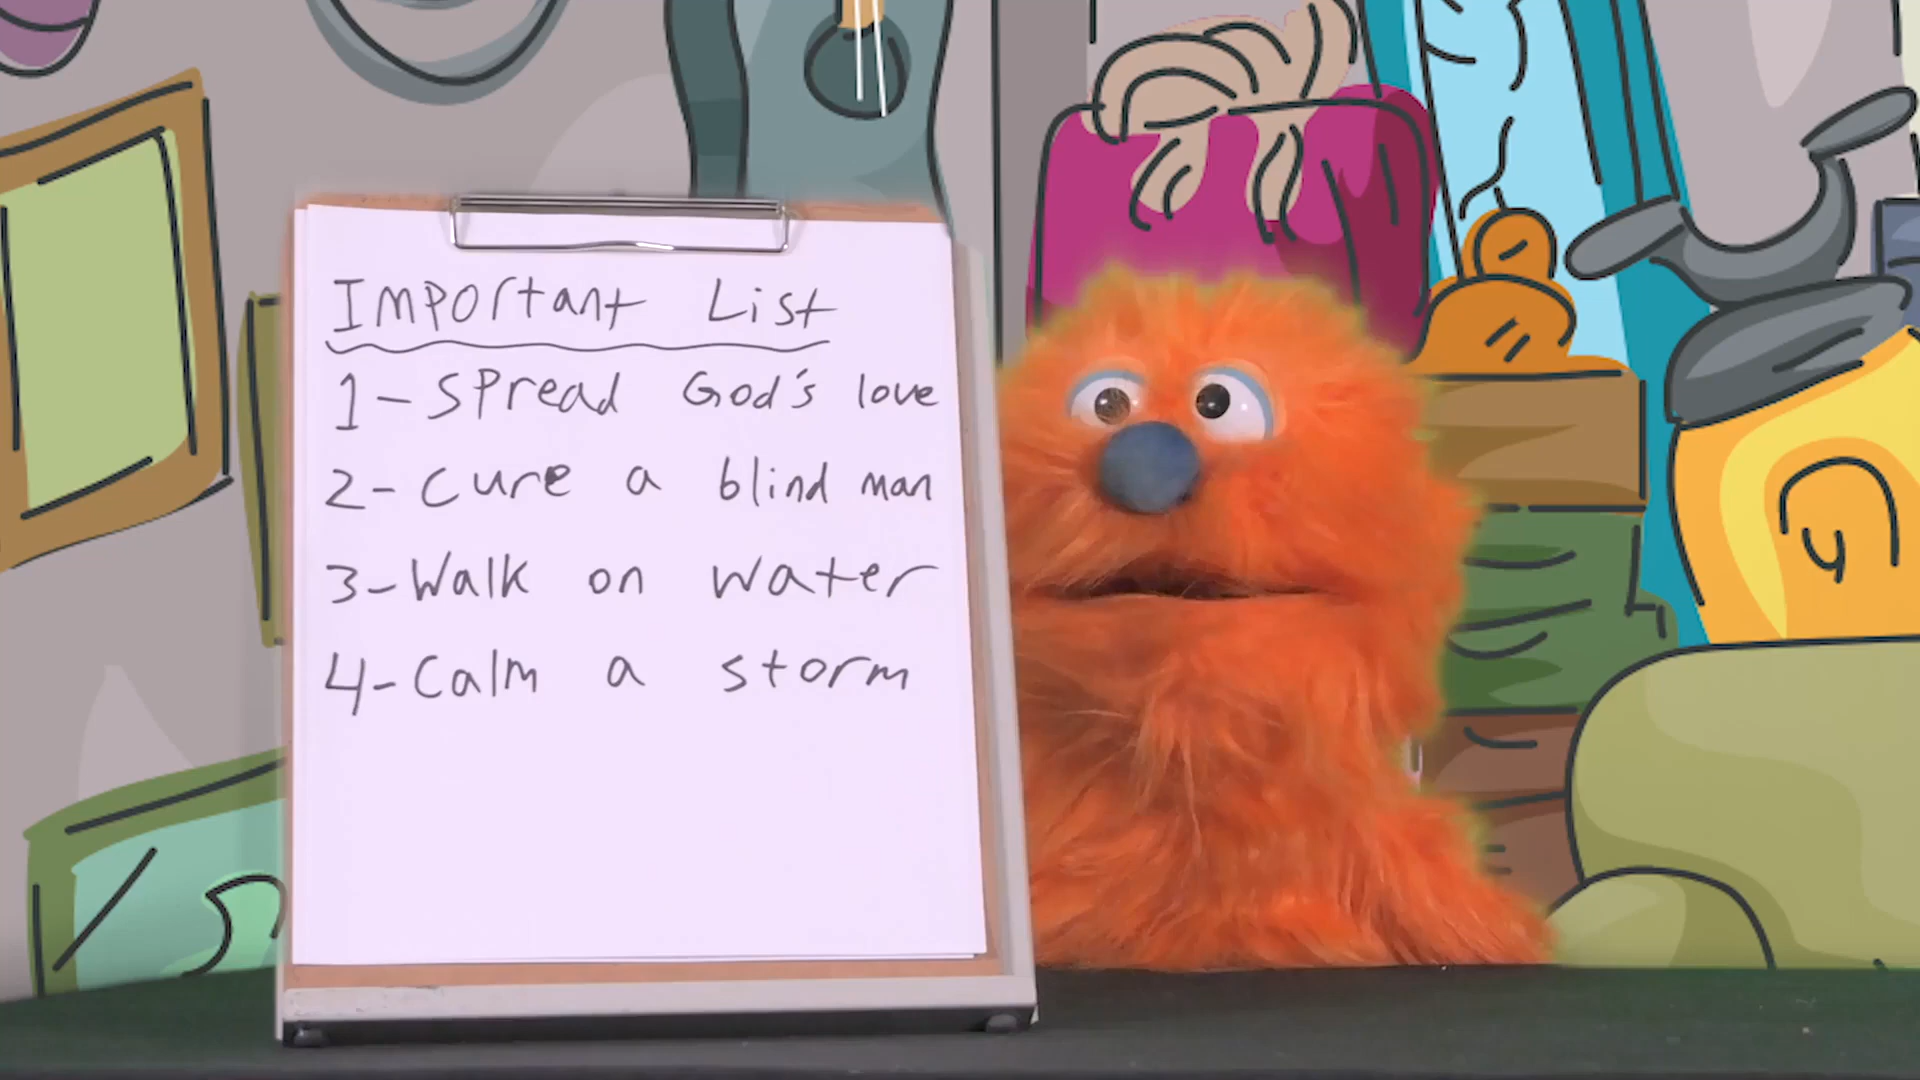 Important List
1-Spread God's love
2-Cure a blind man
3-Walk on water
4-Calm a storm